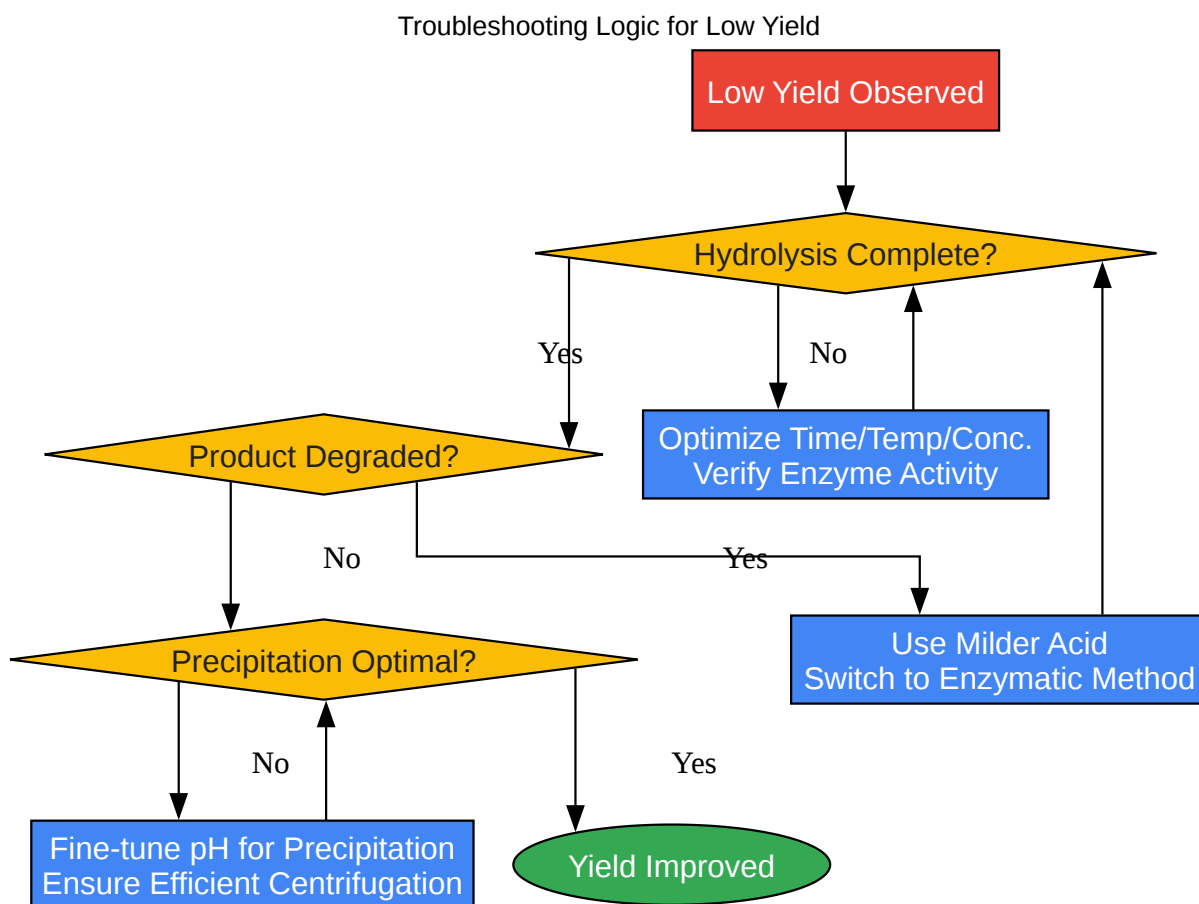 Troubleshooting Logic for Low Yield
Low Yield Observed
Hydrolysis Complete?
Yes
No
Optimize Time/Temp/Conc.
Verify Enzyme Activity
Product Degraded?
No
Yes
Use Milder Acid
Switch to Enzymatic Method
Precipitation Optimal?
No
Yes
Fine-tune pH for Precipitation
Ensure Efficient Centrifugation
Yield Improved